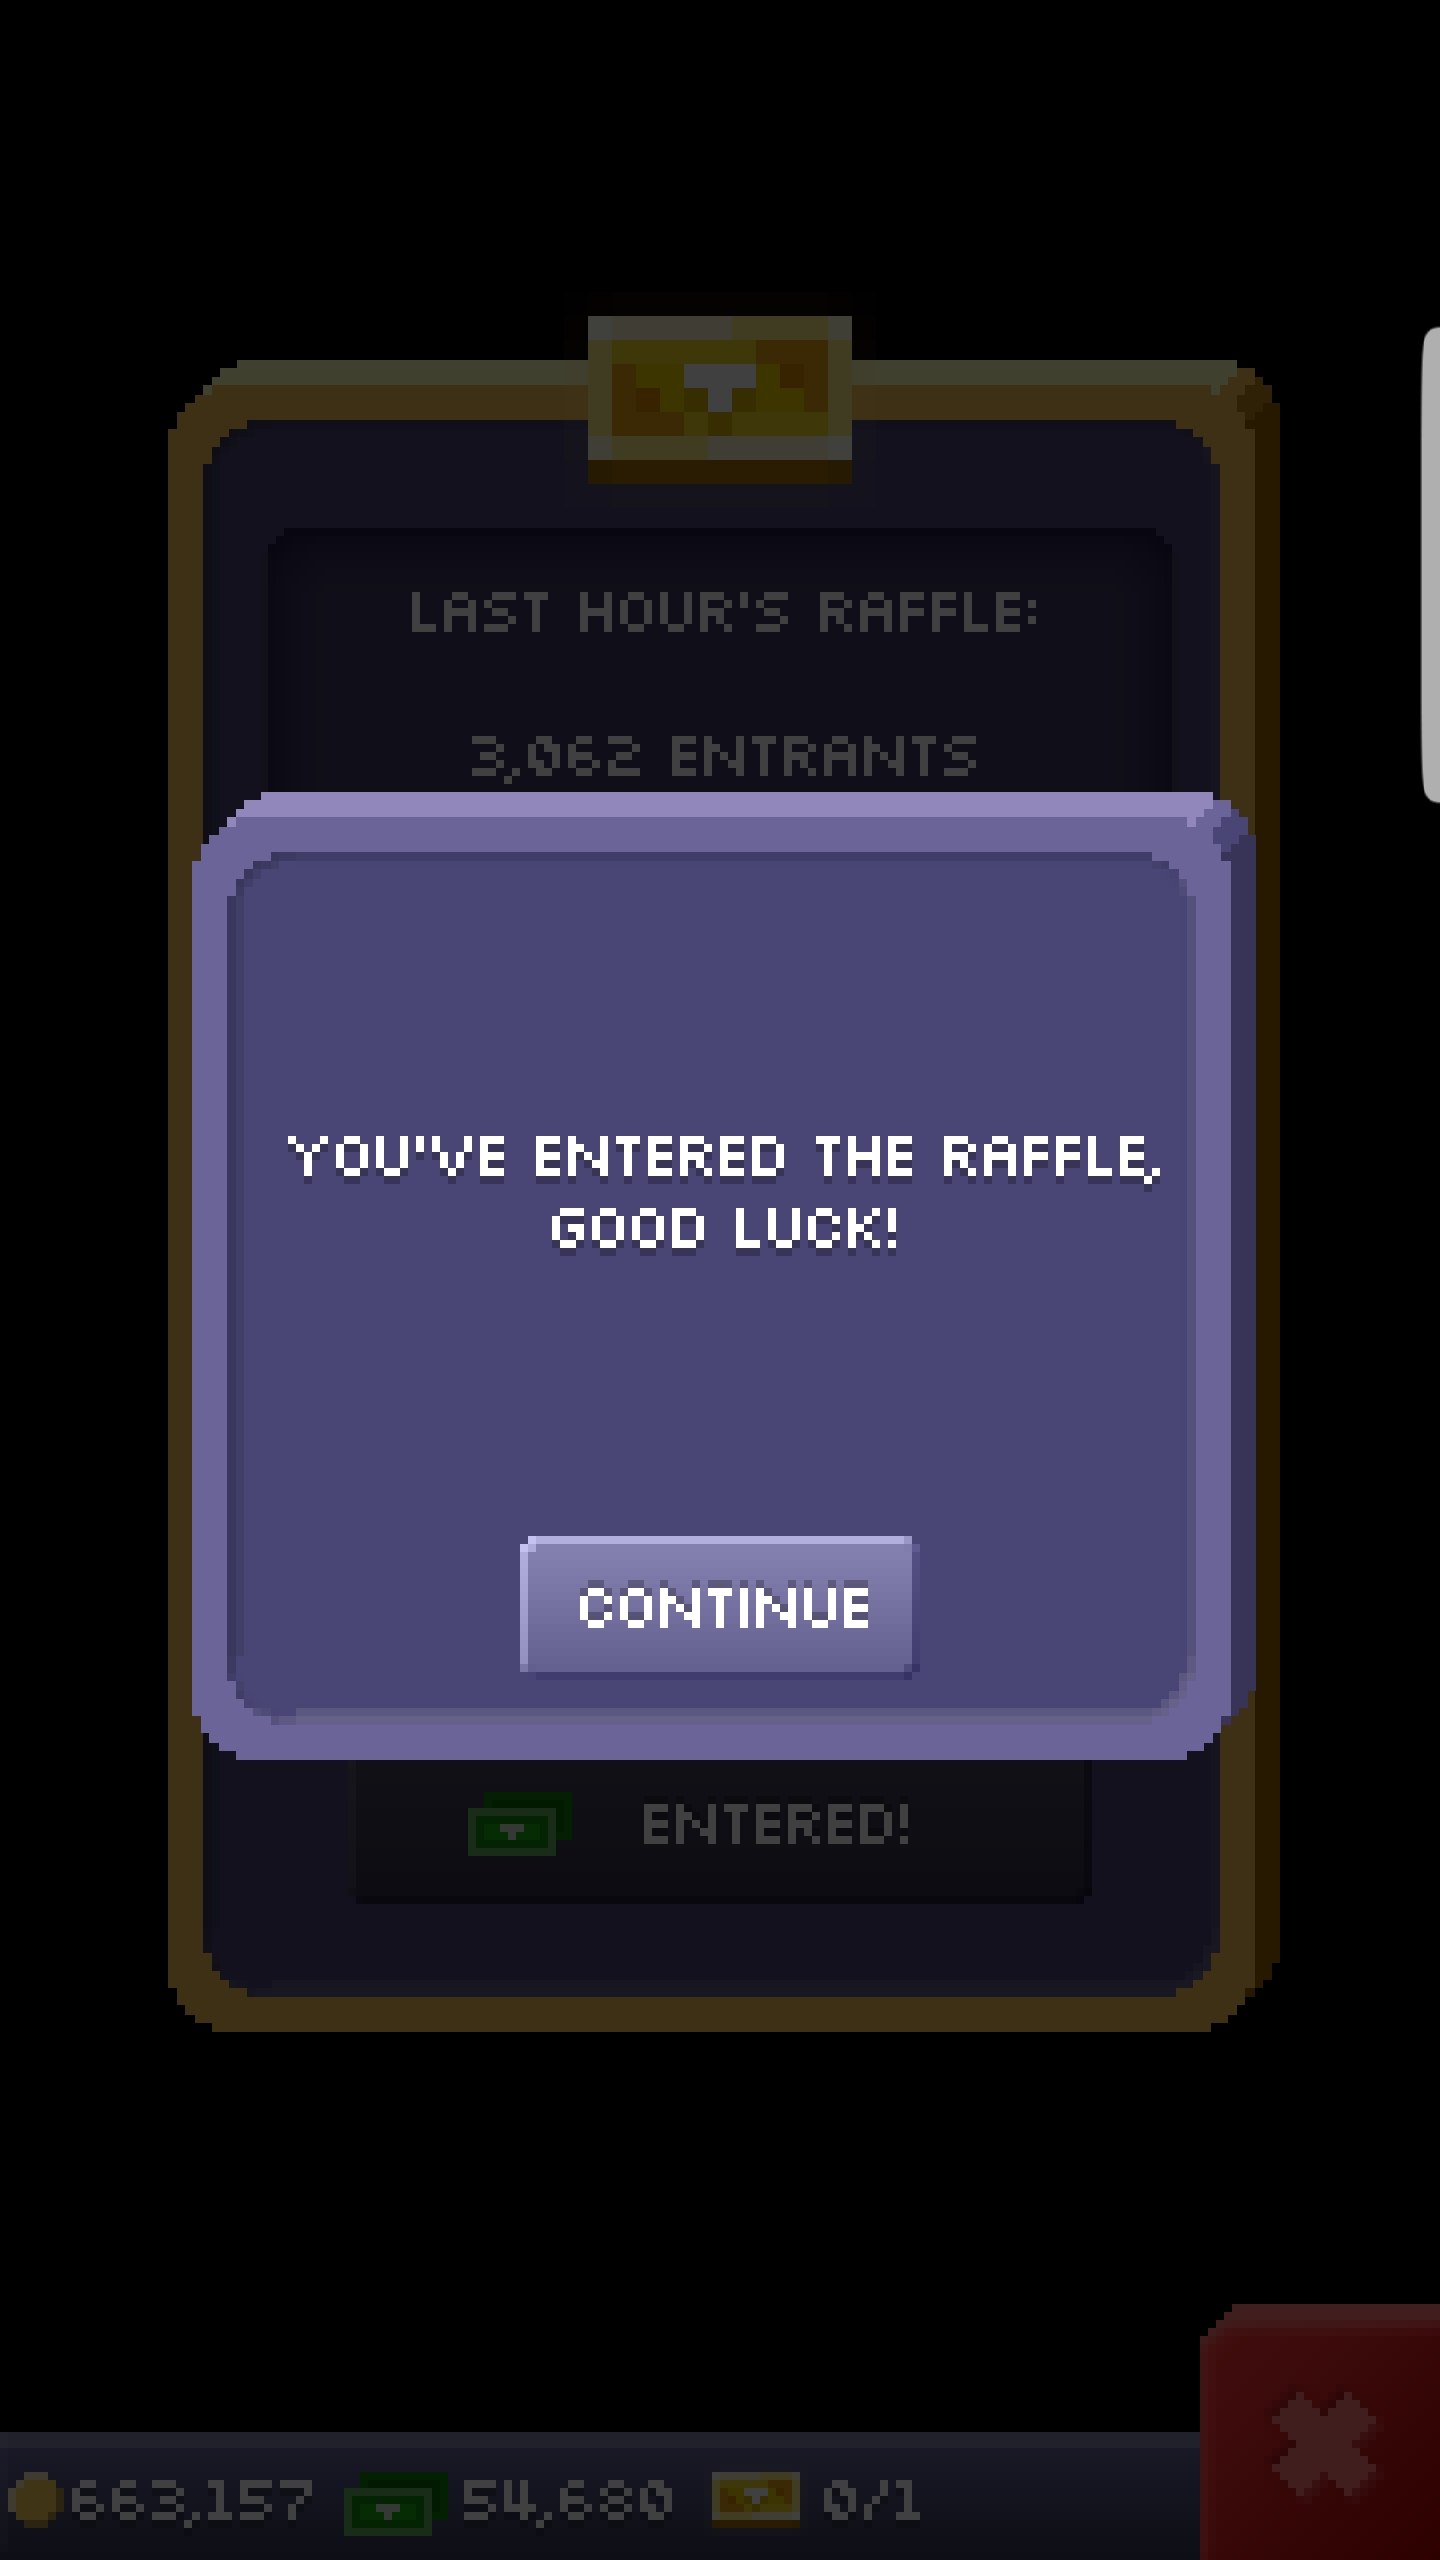 LAST HOUR'S RAFFLE:
3,062 ENTRANTS
YOU'VE ENTERED THE RAFFLE,
GOOD LUCK!
CONTINUE
ENTERED!
663,157 54,680 0/1